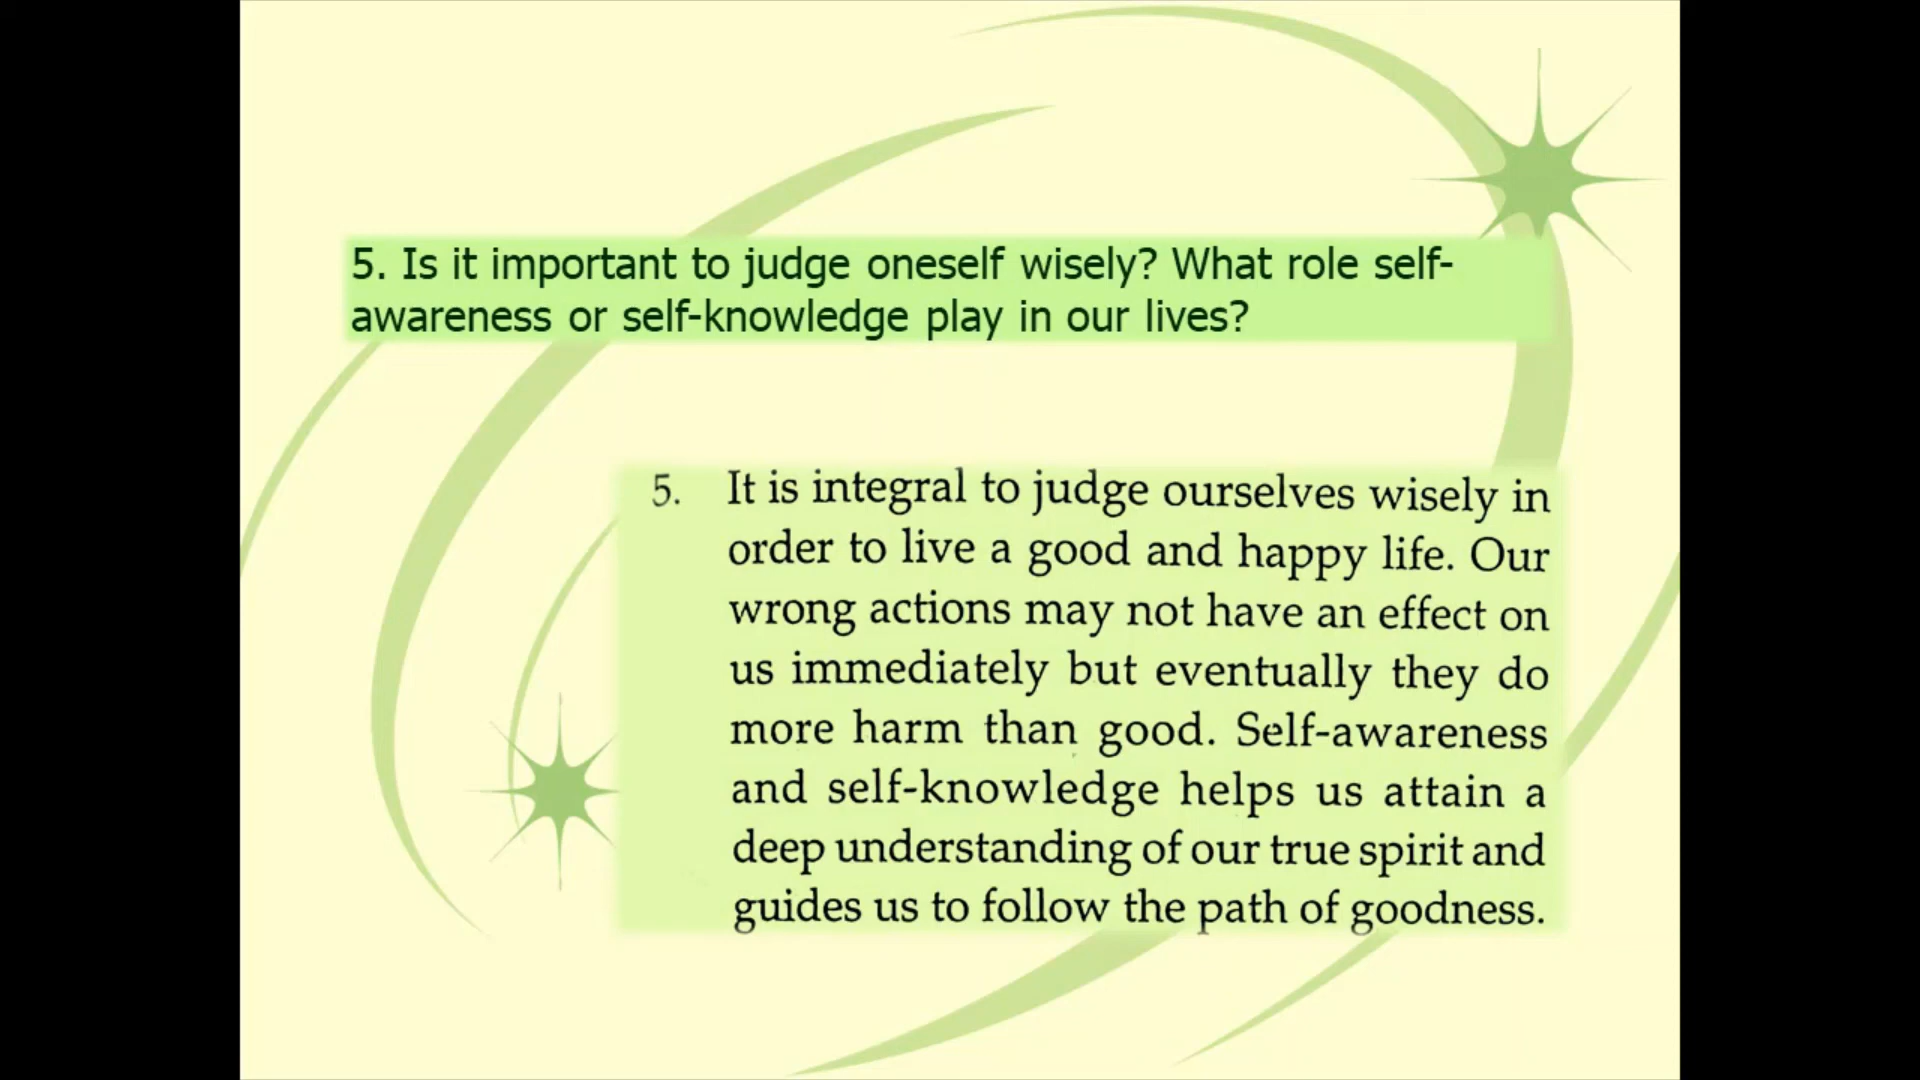 5. Is it important to judge oneself wisely? What role self-
awareness or self-knowledge play in our lives?
5. It is integral to judge ourselves wisely in
order to live a good and happy life. Our
wrong actions may not have an effect on
us immediately but eventually they do
more harm than good. Self-awareness
and self-knowledge helps us attain a
deep understanding of our true spirit and
guides us to follow the path of goodness.